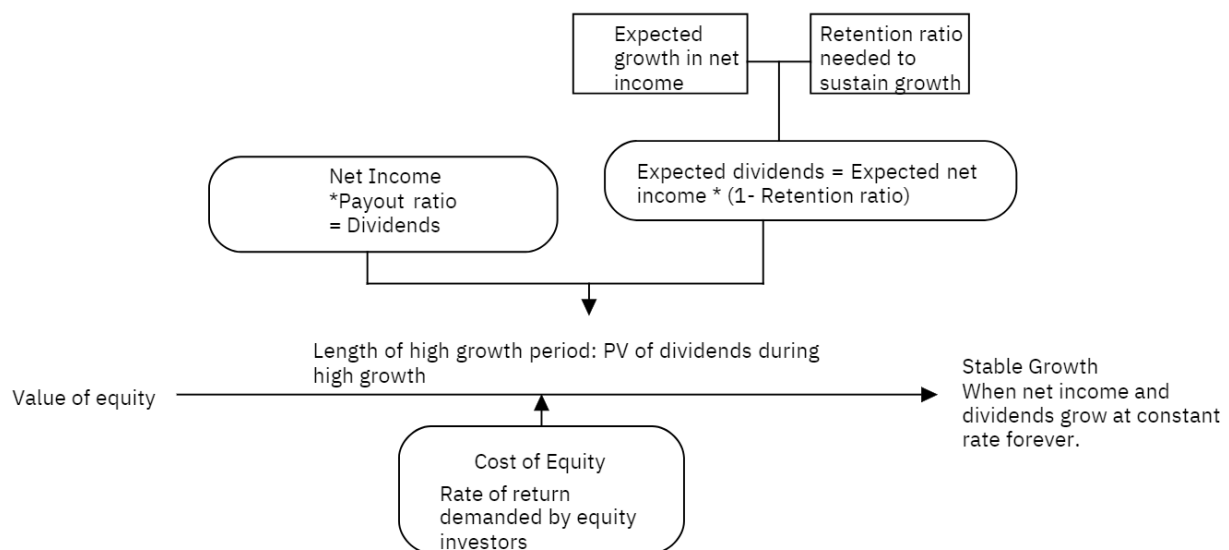 Expected
growth in net
income
Retention ratio
needed to
sustain growth
Net Income
*Payout ratio
= Dividends
Expected dividends = Expected net
income * (1- Retention ratio)
Length of high growth period: PV of dividends during
high growth
Value of equity
Stable Growth
When net income and
dividends grow at constant
rate forever.
Cost of Equity
Rate of return
demanded by equity
investors